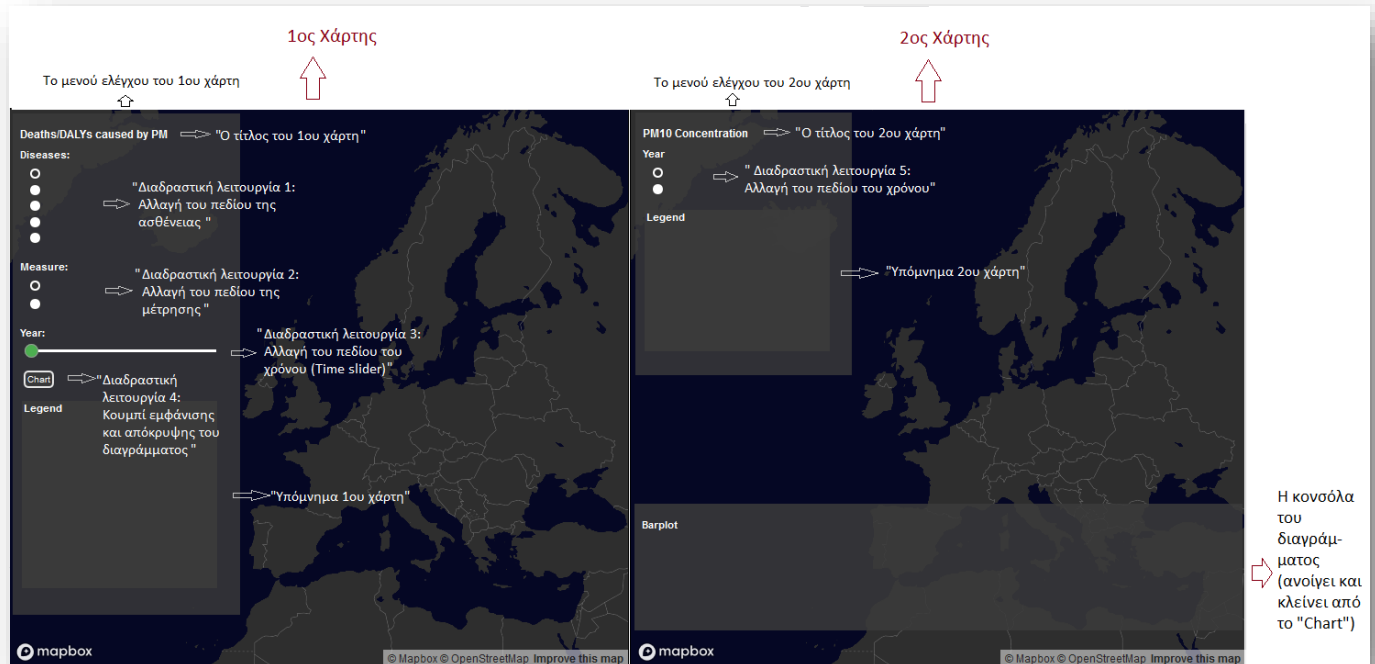 1ος Χάρτης
Το μενού ελέγχου του 1ου χάρτη
Deaths/DALYs caused by PM
"Ο τίτλος του 1ου χάρτη"
Diseases:
"Διαδραστική λειτουργία 1:
Αλλαγή του πεδίου της
ασθένειας "
Measure:
"Διαδραστική λειτουργία 2:
Αλλαγή του πεδίου της
μέτρησης "
Year:
" Διαδραστική λειτουργία 3:
Αλλαγή του πεδίου του
χρόνου (Time slider)"
Chart
"Διαδραστική
λειτουργία 4:
Κουμπί εμφάνισης
και απόκρυψης του
διαγράμματος "
Legend
"Υπόμνημα 1ου χάρτη"
mapbox
© Mapbox © OpenStreetMap Improve this map
2ος Χάρτης
Το μενού ελέγχου του 2ου χάρτη
PM10 Concentration
"Ο τίτλος του 2ου χάρτη"
Year
" Διαδραστική λειτουργία 5:
Αλλαγή του πεδίου του χρόνου"
Legend
"Υπόμνημα 2ου χάρτη"
Barplot
mapbox
© Mapbox © OpenStreetMap Improve this map
Η κονσόλα
του
διαγράμ-
ματος
(ανοίγει και
κλείνει από
το "Chart")